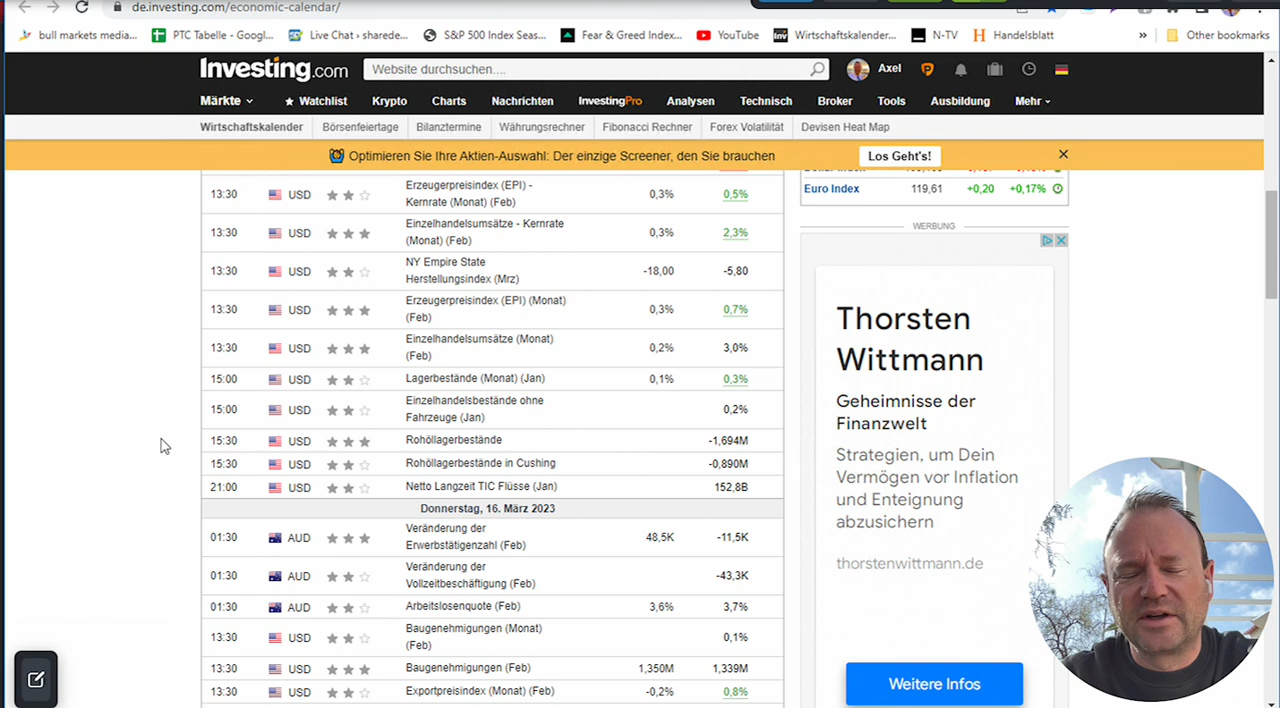 de.investing.com/economic-calendar/
bull markets media... PTC Tabelle - Googl... Live Chat › sharede... S&P 500 Index Seas... Fear & Greed Index... YouTube Inv Wirtschaftskalender... N-TV H Handelsblatt » Other bookmarks
Investing.com Website durchsuchen.... Axel
Märkte ★ Watchlist Krypto Charts Nachrichten InvestingPro Analysen Technisch Broker Tools Ausbildung Mehr
Wirtschaftskalender Börsenfeiertage Bilanztermine Währungsrechner Fibonacci Rechner Forex Volatilität Devisen Heat Map
Optimieren Sie Ihre Aktien-Auswahl: Der einzige Screener, den Sie brauchen Los Geht's!
13:30 USD Erzeugerpreisindex (EPI) -
Kernrate (Monat) (Feb) 0,3% 0,5%
13:30 USD Einzelhandelsumsätze - Kernrate
(Monat) (Feb) 0,3% 2,3%
13:30 USD NY Empire State
Herstellungsindex (Mrz) -18,00 -5,80
13:30 USD Erzeugerpreisindex (EPI) (Monat)
(Feb) 0,3% 0,7%
13:30 USD Einzelhandelsumsätze (Monat)
(Feb) 0,2% 3,0%
15:00 USD Lagerbestände (Monat) (Jan) 0,1% 0,3%
15:00 USD Einzelhandelsbestände ohne
Fahrzeuge (Jan) 0,2%
15:30 USD Rohöllagerbestände -1,694M
15:30 USD Rohöllagerbestände in Cushing -0,890M
21:00 USD Netto Langzeit TIC Flüsse (Jan) 152,8B
Donnerstag, 16. März 2023
01:30 AUD Veränderung der
Erwerbstätigenzahl (Feb) 48,5K -11,5K
01:30 AUD Veränderung der
Vollzeitbeschäftigung (Feb) -43,3K
01:30 AUD Arbeitslosenquote (Feb) 3,6% 3,7%
13:30 USD Baugenehmigungen (Monat)
(Feb) 0,1%
13:30 USD Baugenehmigungen (Feb) 1,350M 1,339M
13:30 USD Exportpreisindex (Monat) (Feb) -0,2% 0,8%
Euro Index 119,61 +0,20 +0,17%
WERBUNG
Thorsten
Wittmann
Geheimnisse der
Finanzwelt
Strategien, um Dein
Vermögen vor Inflation
und Enteignung
abzusichern
thorstenwittmann.de
Weitere Infos